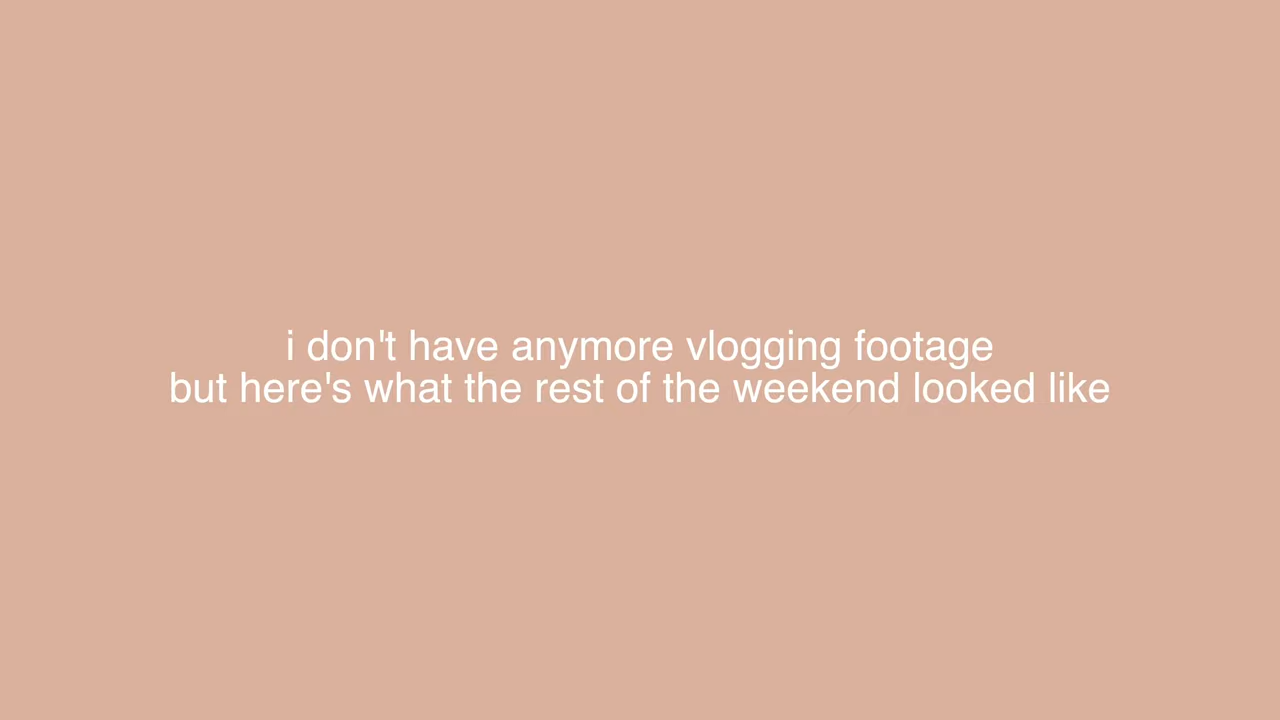 i don't have anymore vlogging footage
but here's what the rest of the weekend looked like